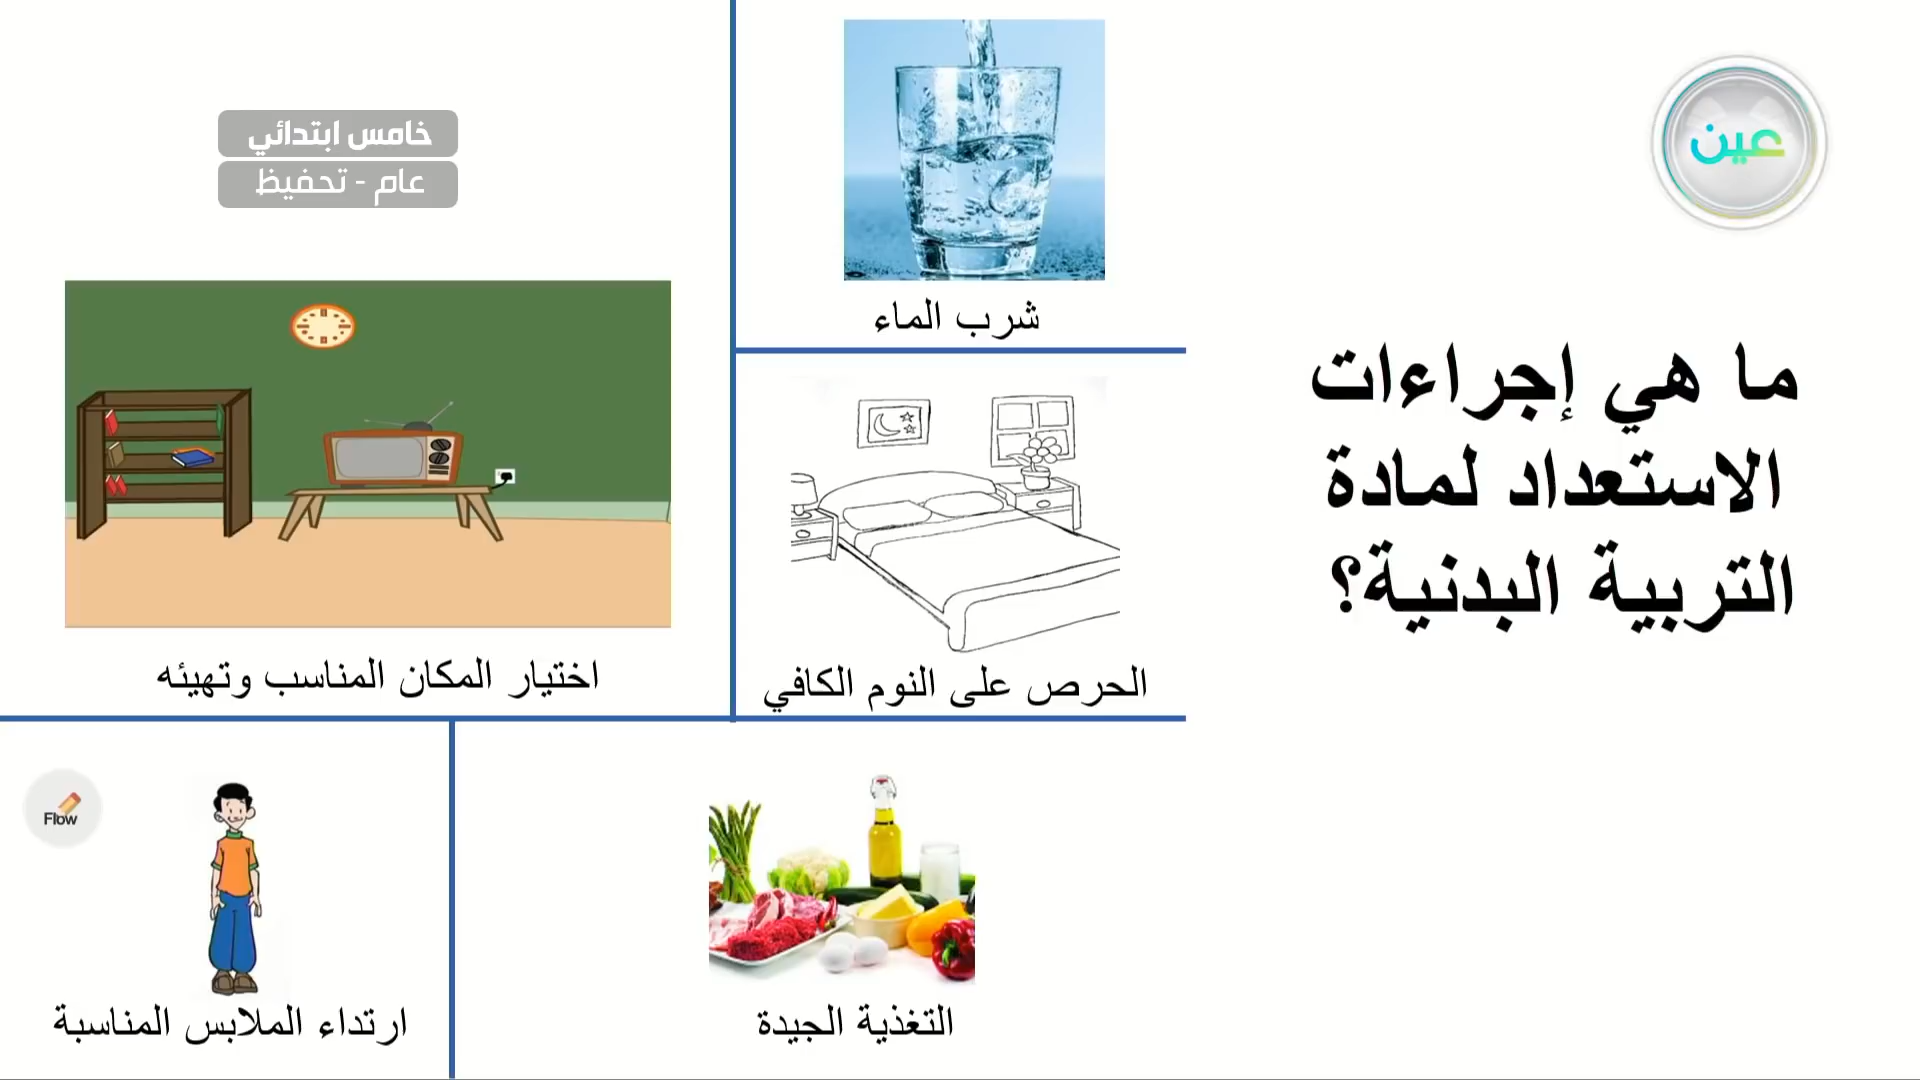 عين
ما هي إجراءات
الاستعداد لمادة
التربية البدنية؟
خامس ابتدائي
عام - تحفيظ
شرب الماء
الحرص على النوم الكافي
اختيار المكان المناسب وتهيئه
التغذية الجيدة
ارتداء الملابس المناسبة
Flow